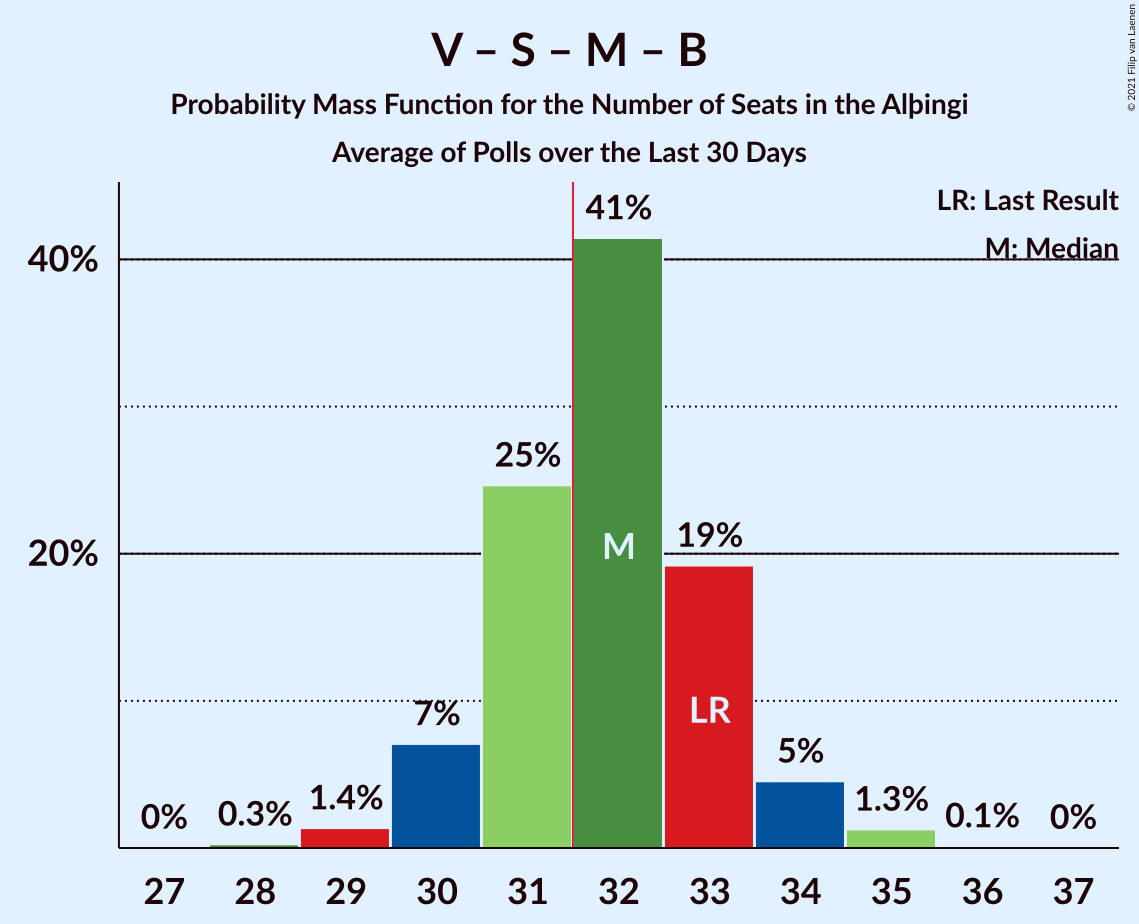 V – S – M – B
Probability Mass Function for the Number of Seats in the Alþingi
Average of Polls over the Last 30 Days
© 2021 Filip van Laenen
LR: Last Result
M: Median
40%
20%
0%
0.3%
1.4%
7%
25%
41%
19%
5%
1.3%
0.1%
0%
M
LR
27 28 29 30 31 32 33 34 35 36 37